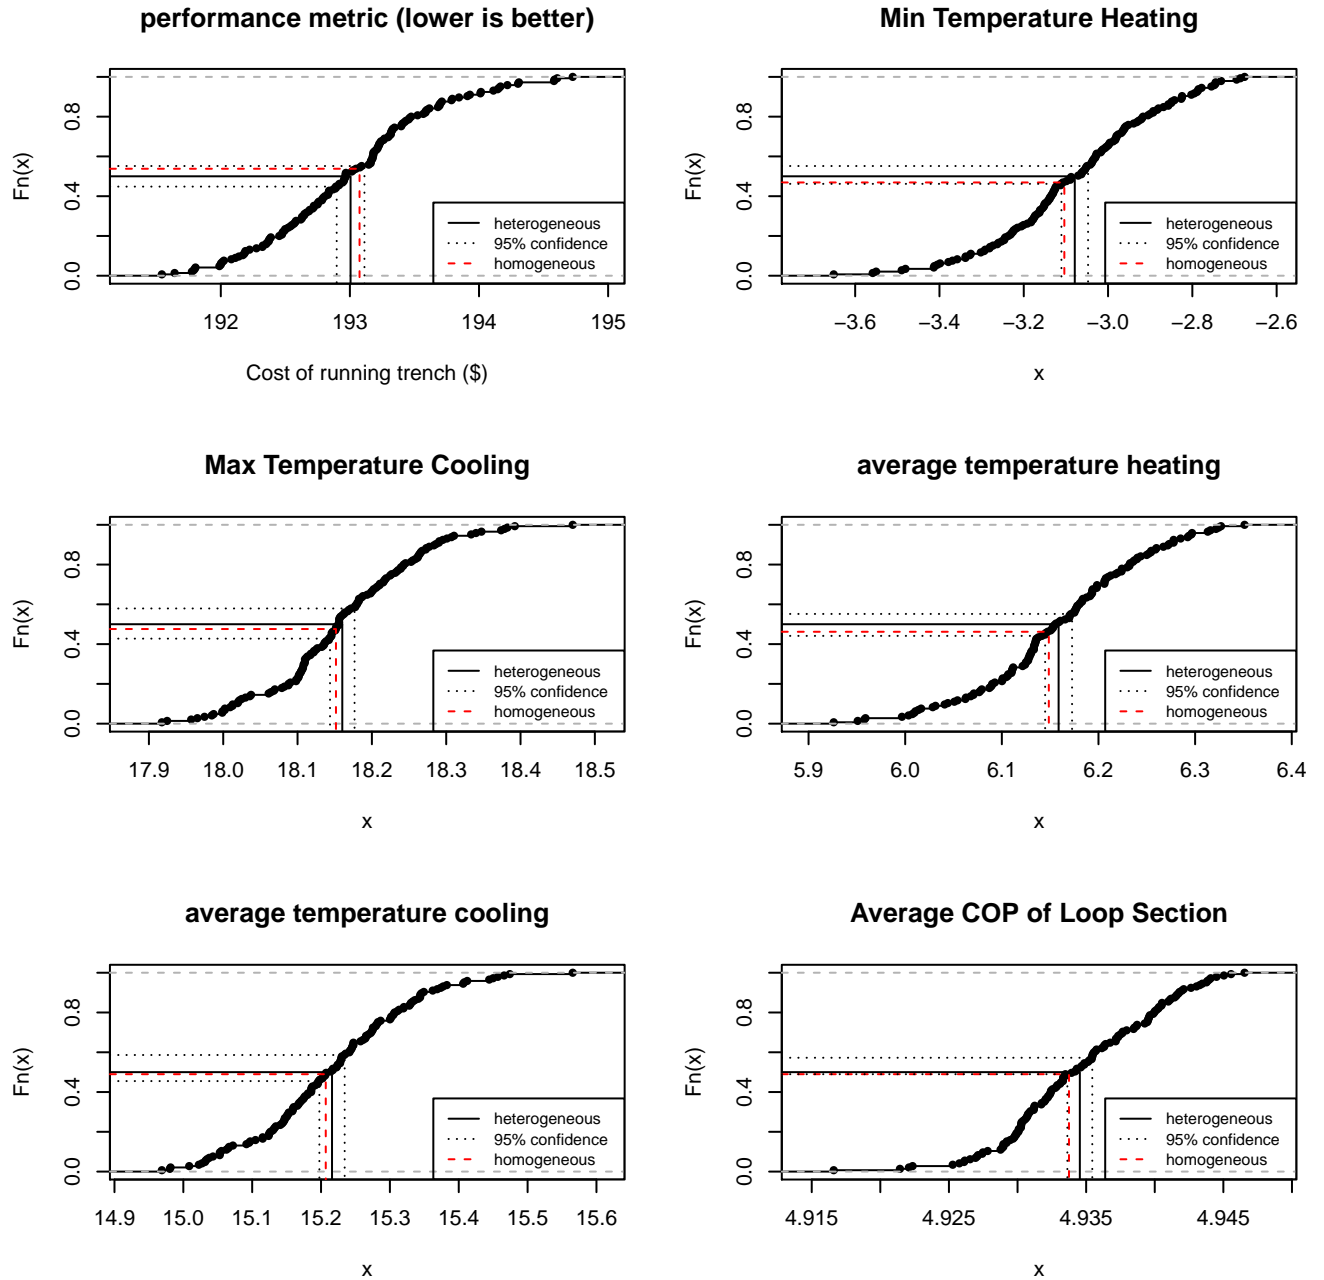 performance metric (lower is better)
Fn(x)
0.0 0.4 0.8
heterogeneous
95% confidence
homogeneous
192 193 194 195
Cost of running trench ($)
Min Temperature Heating
Fn(x)
0.0 0.4 0.8
heterogeneous
95% confidence
homogeneous
−3.6 −3.4 −3.2 −3.0 −2.8 −2.6
x
Max Temperature Cooling
Fn(x)
0.0 0.4 0.8
heterogeneous
95% confidence
homogeneous
17.9 18.0 18.1 18.2 18.3 18.4 18.5
x
average temperature heating
Fn(x)
0.0 0.4 0.8
heterogeneous
95% confidence
homogeneous
5.9 6.0 6.1 6.2 6.3 6.4
x
average temperature cooling
Fn(x)
0.0 0.4 0.8
heterogeneous
95% confidence
homogeneous
14.9 15.0 15.1 15.2 15.3 15.4 15.5 15.6
x
Average COP of Loop Section
Fn(x)
0.0 0.4 0.8
heterogeneous
95% confidence
homogeneous
4.915 4.925 4.935 4.945
x